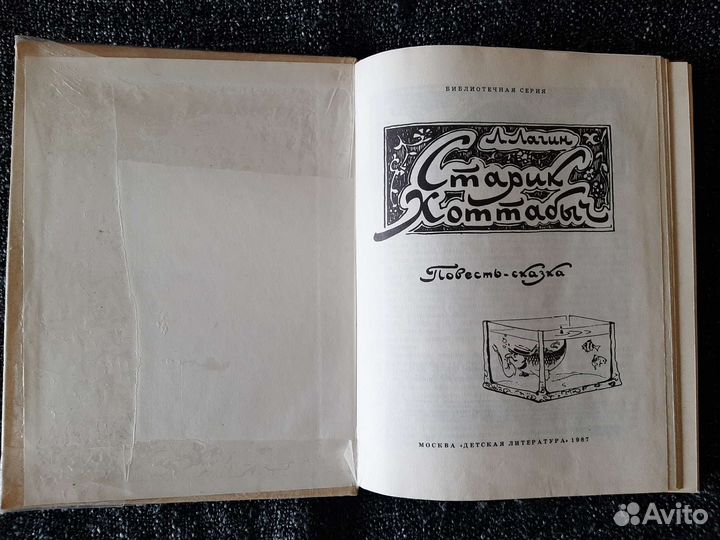 БИБЛИОТЕЧНАЯ СЕРИЯ
Л. Лагин
Старик
Хоттабыч
Повесть-сказка
МОСКВА «ДЕТСКАЯ ЛИТЕРАТУРА» 1987
Avito